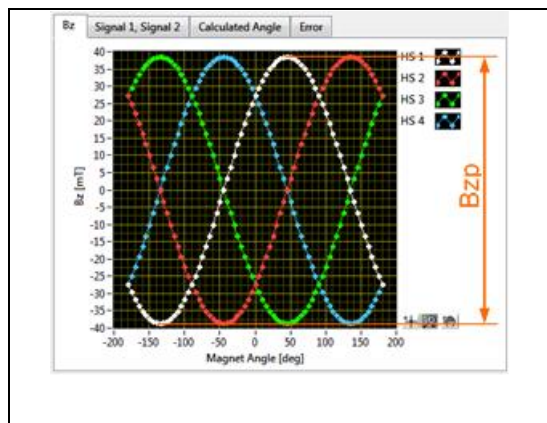 Bz Signal 1, Signal 2 Calculated Angle Error
40
35
30
25
20
15
10
5
0
-5
-10
-15
-20
-25
-30
-35
-40
Bz [mT]
-200 -150 -100 -50 0 50 100 150 200
Magnet Angle [deg]
HS 1
HS 2
HS 3
HS 4
Bzp